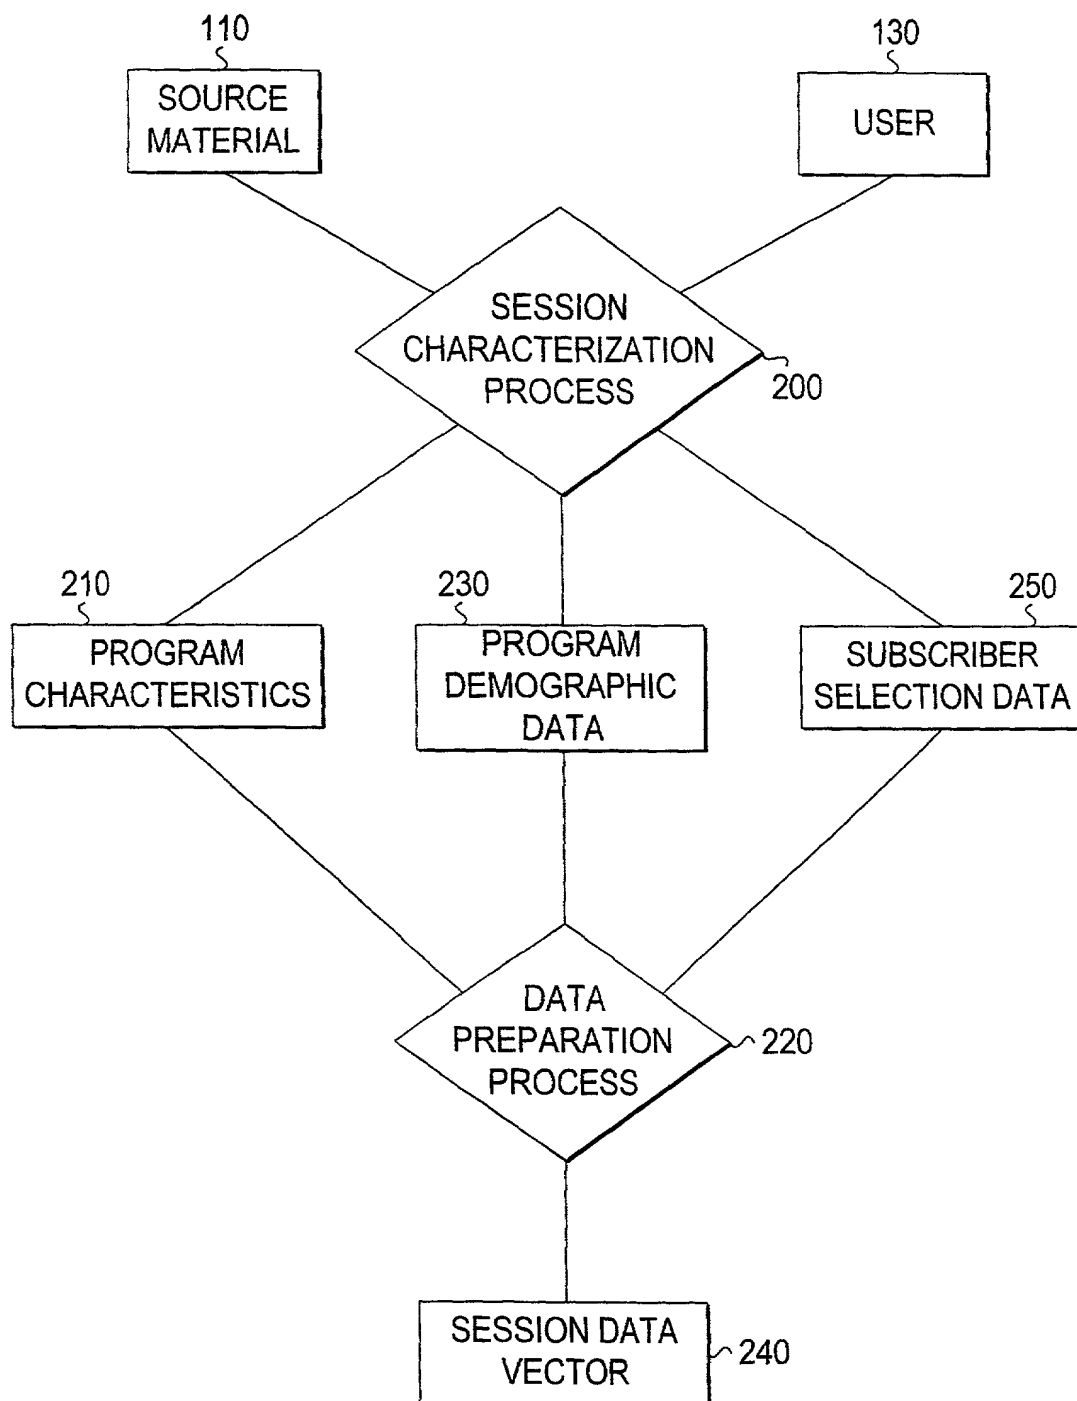 110
SOURCE
MATERIAL
130
USER
SESSION
CHARACTERIZATION
PROCESS
200
210
PROGRAM
CHARACTERISTICS
230
PROGRAM
DEMOGRAPHIC
DATA
250
SUBSCRIBER
SELECTION DATA
DATA
PREPARATION
PROCESS
220
SESSION DATA
VECTOR
240